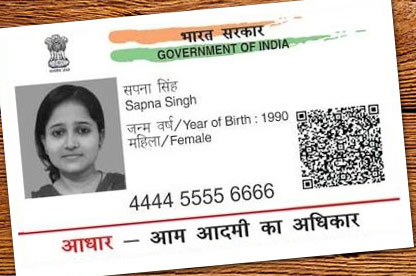 भारत सरकार
GOVERNMENT OF INDIA
सपना सिंह
Sapna Singh
जन्म वर्ष/Year of Birth : 1990
महिला/Female
4444 5555 6666
आधार – आम आदमी का अधिकार